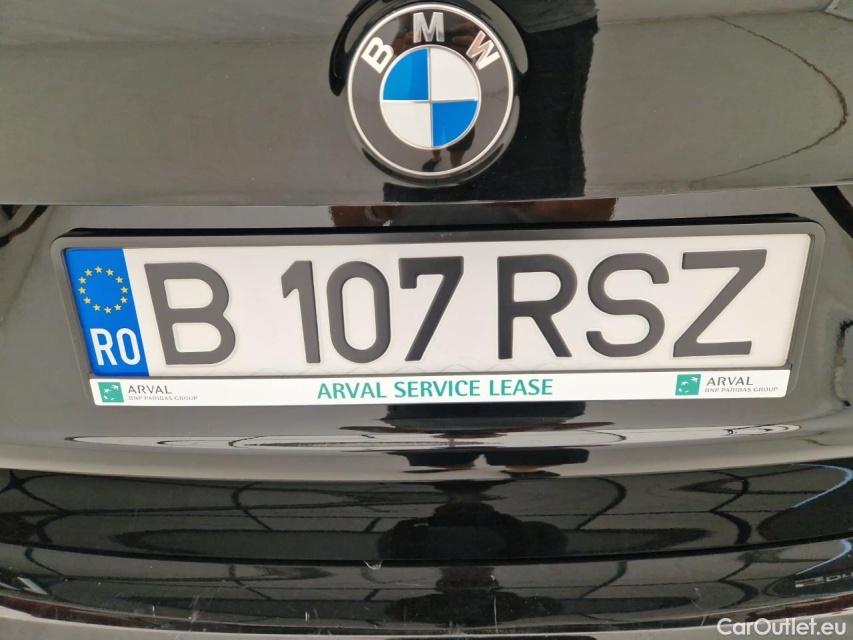 BMW
RO B 107 RSZ
ARVAL BNP PARIBAS GROUP ARVAL SERVICE LEASE ARVAL BNP PARIBAS GROUP
CarOutlet.eu